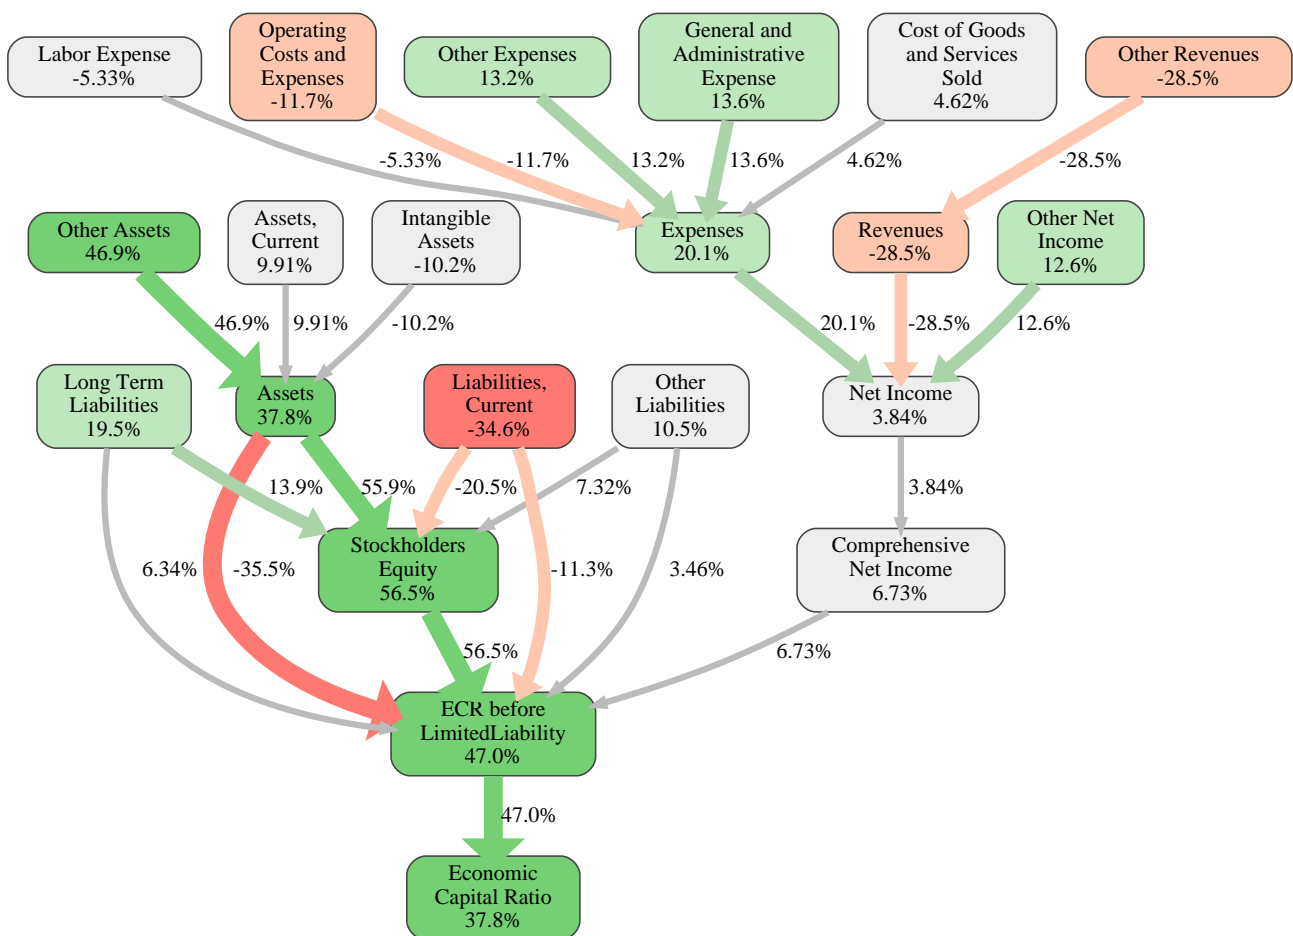 Labor Expense
-5.33%
Operating
Costs and
Expenses
-11.7%
Other Expenses
13.2%
General and
Administrative
Expense
13.6%
Cost of Goods
and Services
Sold
4.62%
Other Revenues
-28.5%
-5.33%
-11.7%
13.2%
13.6%
4.62%
-28.5%
Other Assets
46.9%
Assets,
Current
9.91%
Intangible
Assets
-10.2%
Expenses
20.1%
Revenues
-28.5%
Other Net
Income
12.6%
46.9%
9.91%
-10.2%
20.1%
-28.5%
12.6%
Long Term
Liabilities
19.5%
Assets
37.8%
Liabilities,
Current
-34.6%
Other
Liabilities
10.5%
Net Income
3.84%
13.9%
55.9%
-20.5%
7.32%
3.84%
Stockholders
Equity
56.5%
Comprehensive
Net Income
6.73%
6.34%
-35.5%
-11.3%
3.46%
56.5%
6.73%
ECR before
LimitedLiability
47.0%
47.0%
Economic
Capital Ratio
37.8%